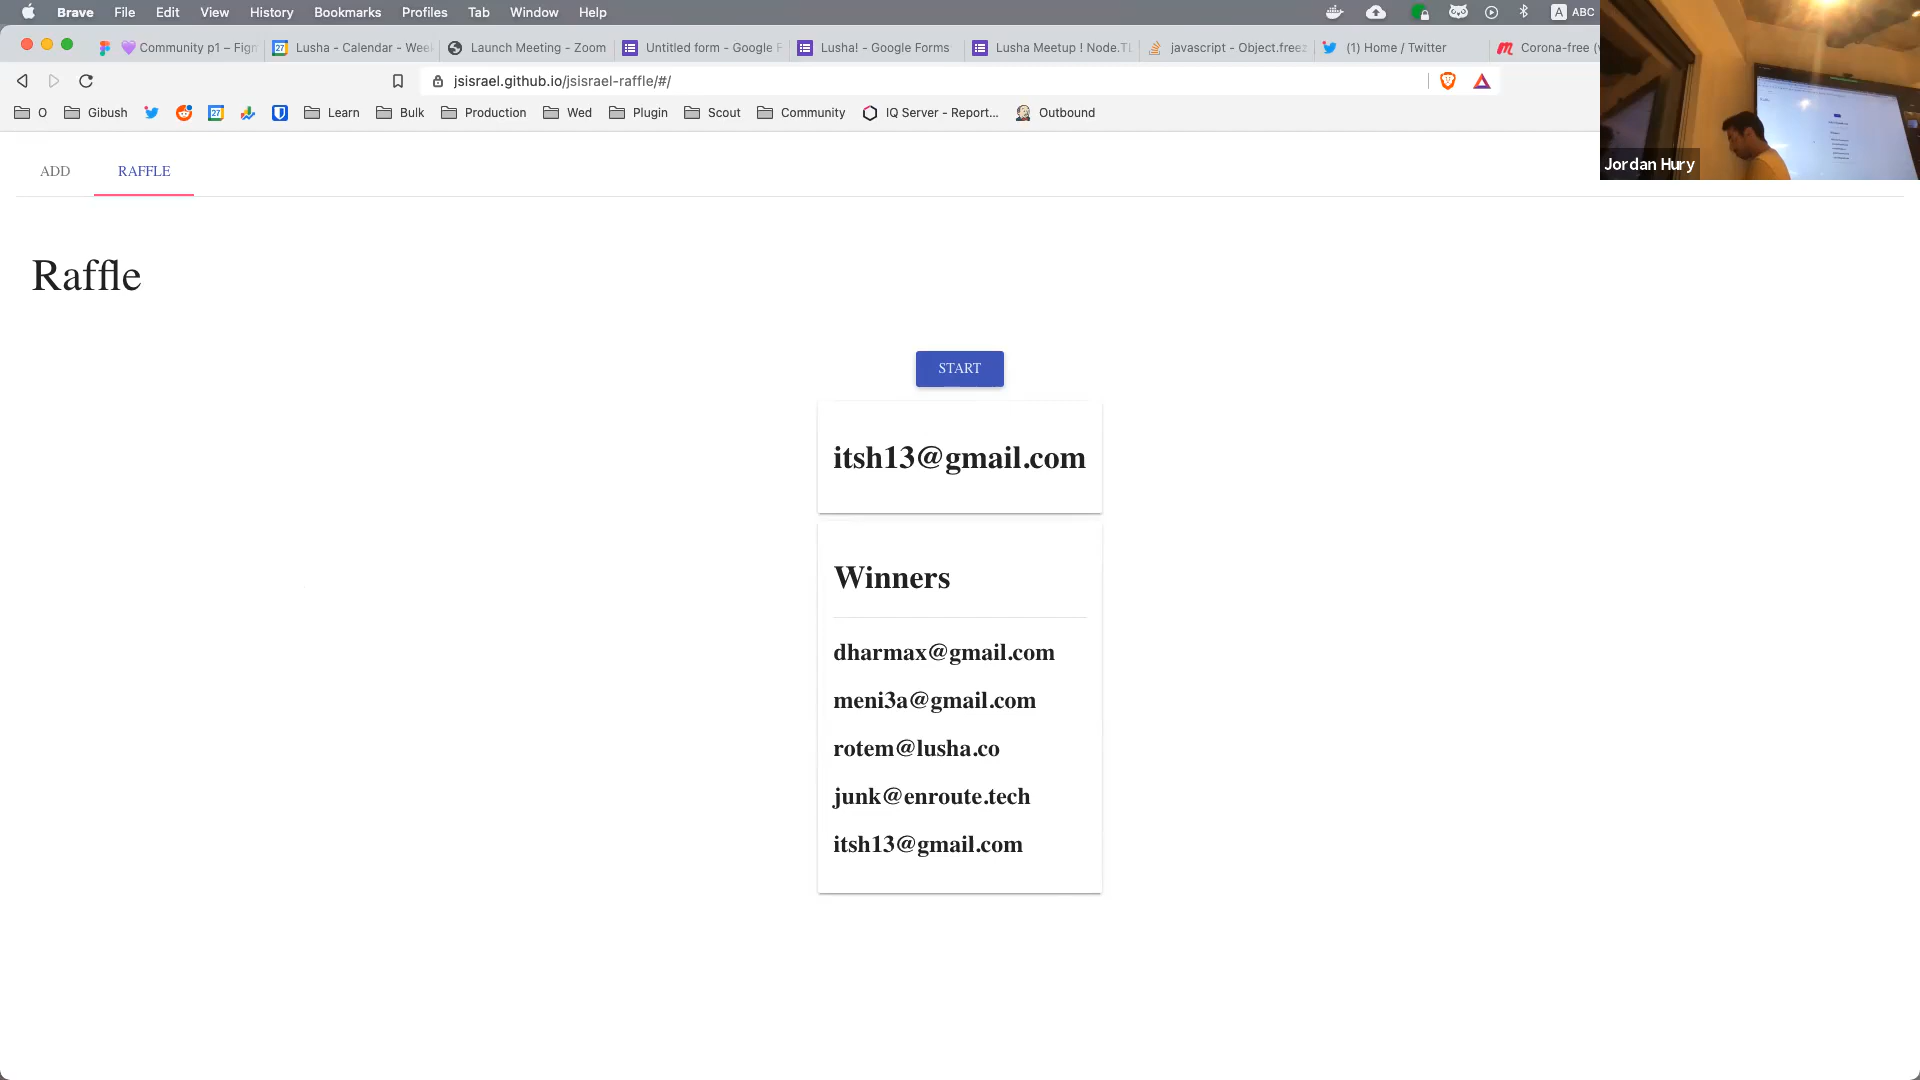 Brave File Edit View History Bookmarks Profiles Tab Window Help A ABC
Community p1 – Figm Lusha - Calendar - Week Launch Meeting - Zoom Untitled form - Google F Lusha! - Google Forms Lusha Meetup ! Node.TL javascript - Object.freez (1) Home / Twitter Corona-free (v
jsisrael.github.io/jsisrael-raffle/#/
O Gibush 27 Learn Bulk Production Wed Plugin Scout Community IQ Server - Report... Outbound
Jordan Hury
ADD RAFFLE
Raffle
START
itsh13@gmail.com
Winners
dharmax@gmail.com
meni3a@gmail.com
rotem@lusha.co
junk@enroute.tech
itsh13@gmail.com